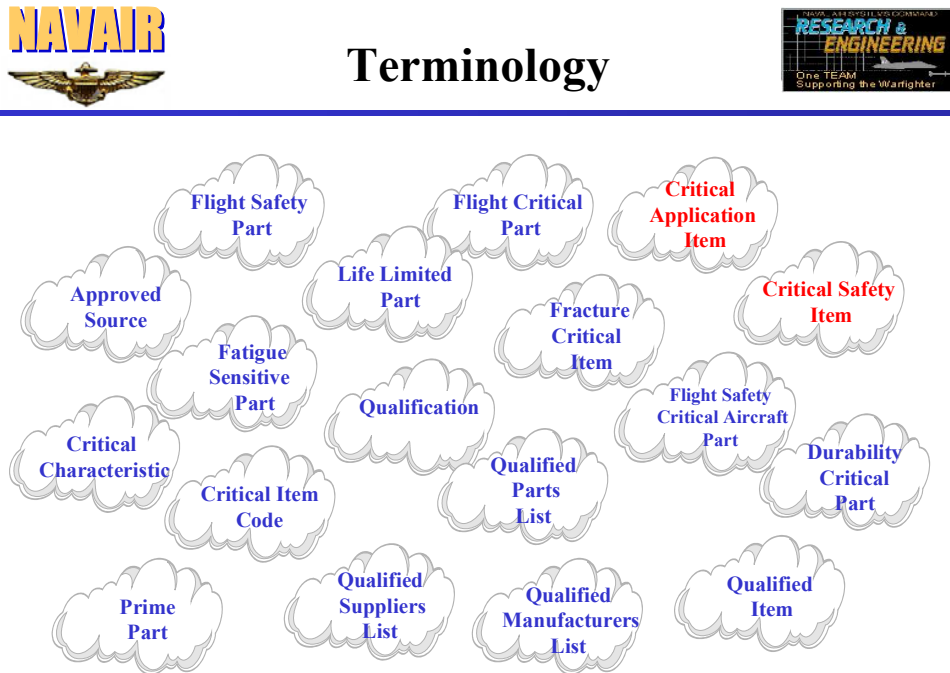 NAVAIR
Terminology
NAVAL AIR SYSTEMS COMMAND
RESEARCH &
ENGINEERING
One TEAM
Supporting the Warfighter
Flight Safety
Part
Flight Critical
Part
Critical
Application
Item
Approved
Source
Life Limited
Part
Fracture
Critical
Item
Critical Safety
Item
Fatigue
Sensitive
Part
Qualification
Flight Safety
Critical Aircraft
Part
Critical
Characteristic
Critical Item
Code
Qualified
Parts
List
Durability
Critical
Part
Prime
Part
Qualified
Suppliers
List
Qualified
Manufacturers
List
Qualified
Item